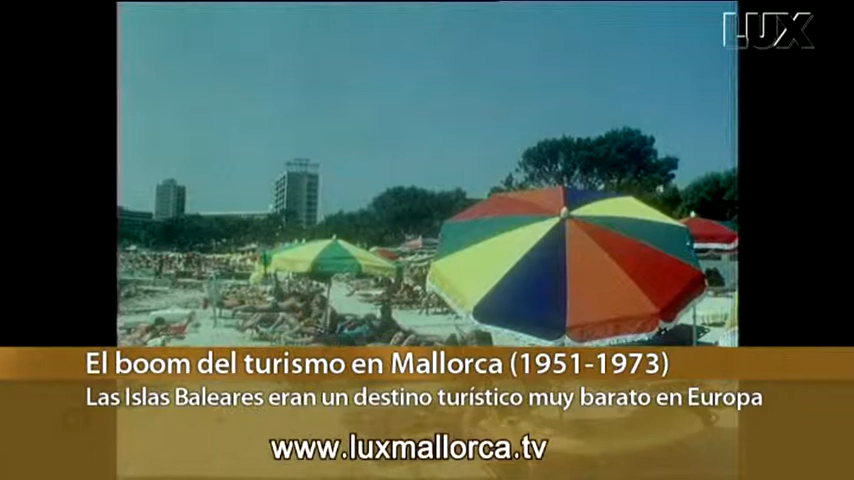 LUX
El boom del turismo en Mallorca (1951-1973)
Las Islas Baleares eran un destino turístico muy barato en Europa
www.luxmallorca.tv